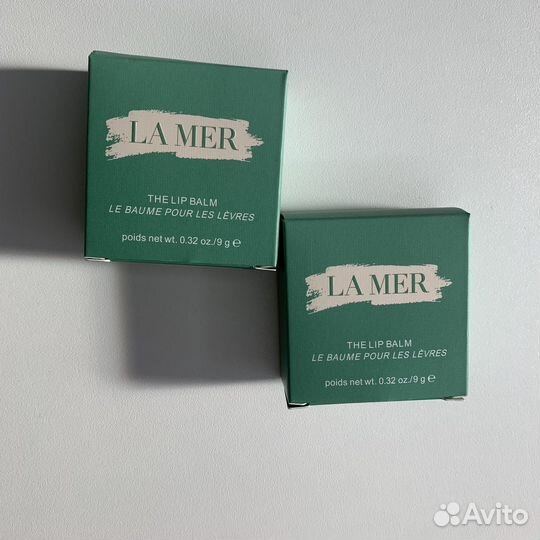 LA MER
THE LIP BALM
LE BAUME POUR LES LÈVRES
poids net wt. 0.32 oz./9 g ℮
LA MER
THE LIP BALM
LE BAUME POUR LES LÈVRES
poids net wt. 0.32 oz./9 g ℮
Avito